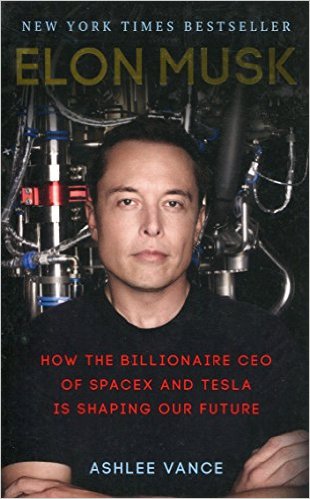 NEW YORK TIMES BESTSELLER
ELON MUSK
HOW THE BILLIONAIRE CEO
OF SPACEX AND TESLA
IS SHAPING OUR FUTURE
ASHLEE VANCE